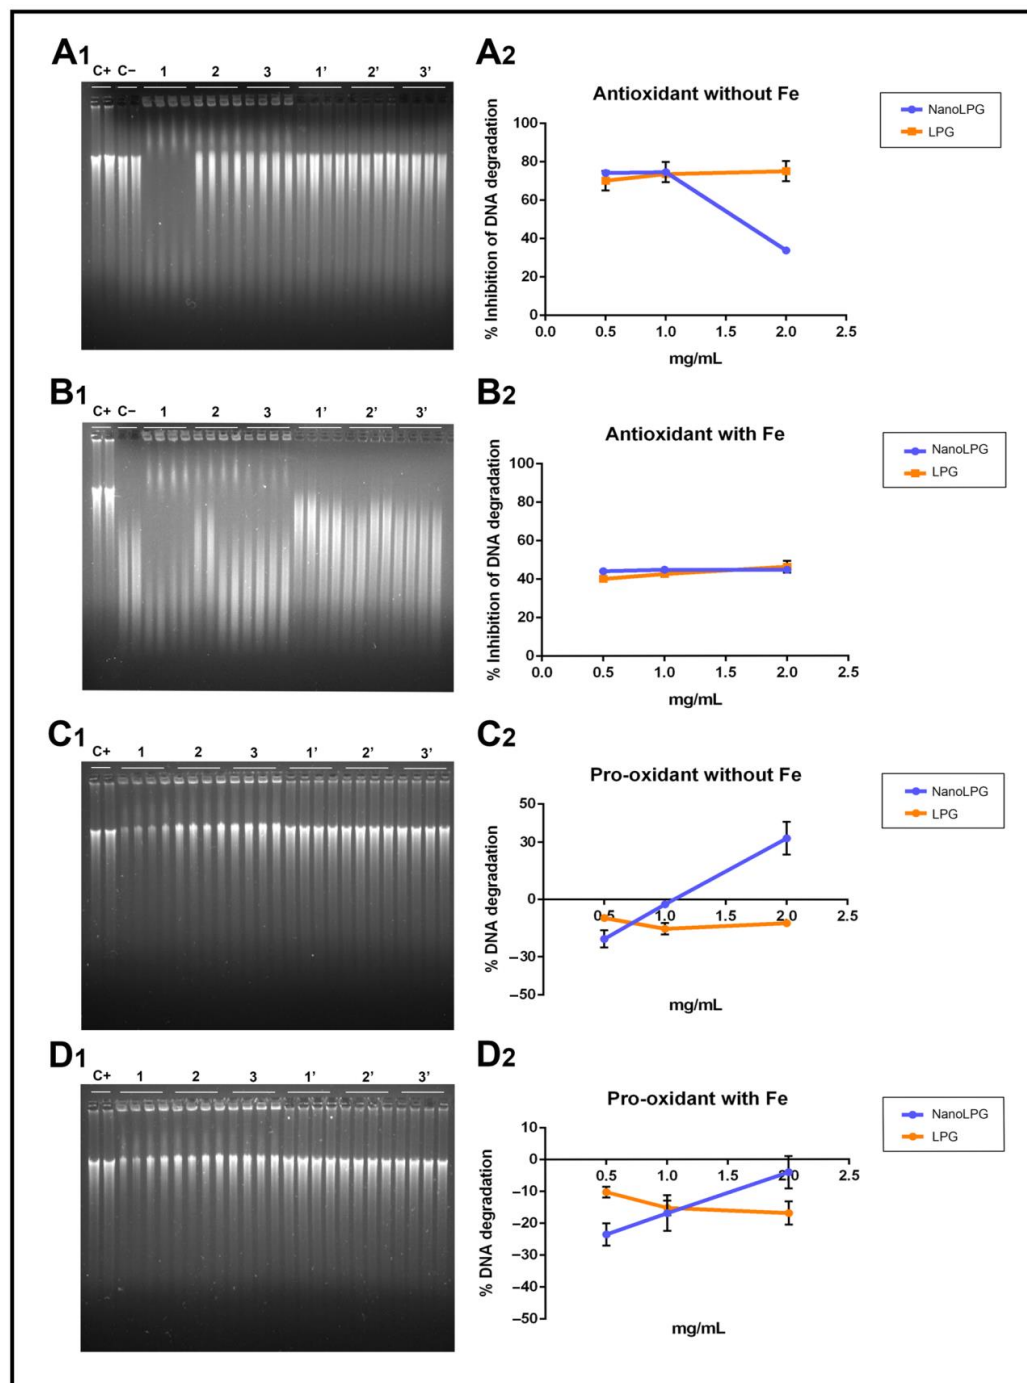 A1
C+ C− 1 2 3 1’ 2’ 3’
A2
Antioxidant without Fe
NanoLPG
LPG
% Inhibition of DNA degradation
100
80
60
40
20
0
0.0 0.5 1.0 1.5 2.0 2.5
mg/mL
B1
C+ C− 1 2 3 1’ 2’ 3’
B2
Antioxidant with Fe
NanoLPG
LPG
% Inhibition of DNA degradation
100
80
60
40
20
0
0.0 0.5 1.0 1.5 2.0 2.5
mg/mL
C1
C+ 1 2 3 1’ 2’ 3’
C2
Pro-oxidant without Fe
NanoLPG
LPG
% DNA degradation
50
30
0
−30
−50
0.5 1.0 1.5 2.0 2.5
mg/mL
D1
C+ 1 2 3 1’ 2’ 3’
D2
Pro-oxidant with Fe
NanoLPG
LPG
% DNA degradation
10
0
−10
−20
−30
−40
−50
0.5 1.0 1.5 2.0 2.5
mg/mL